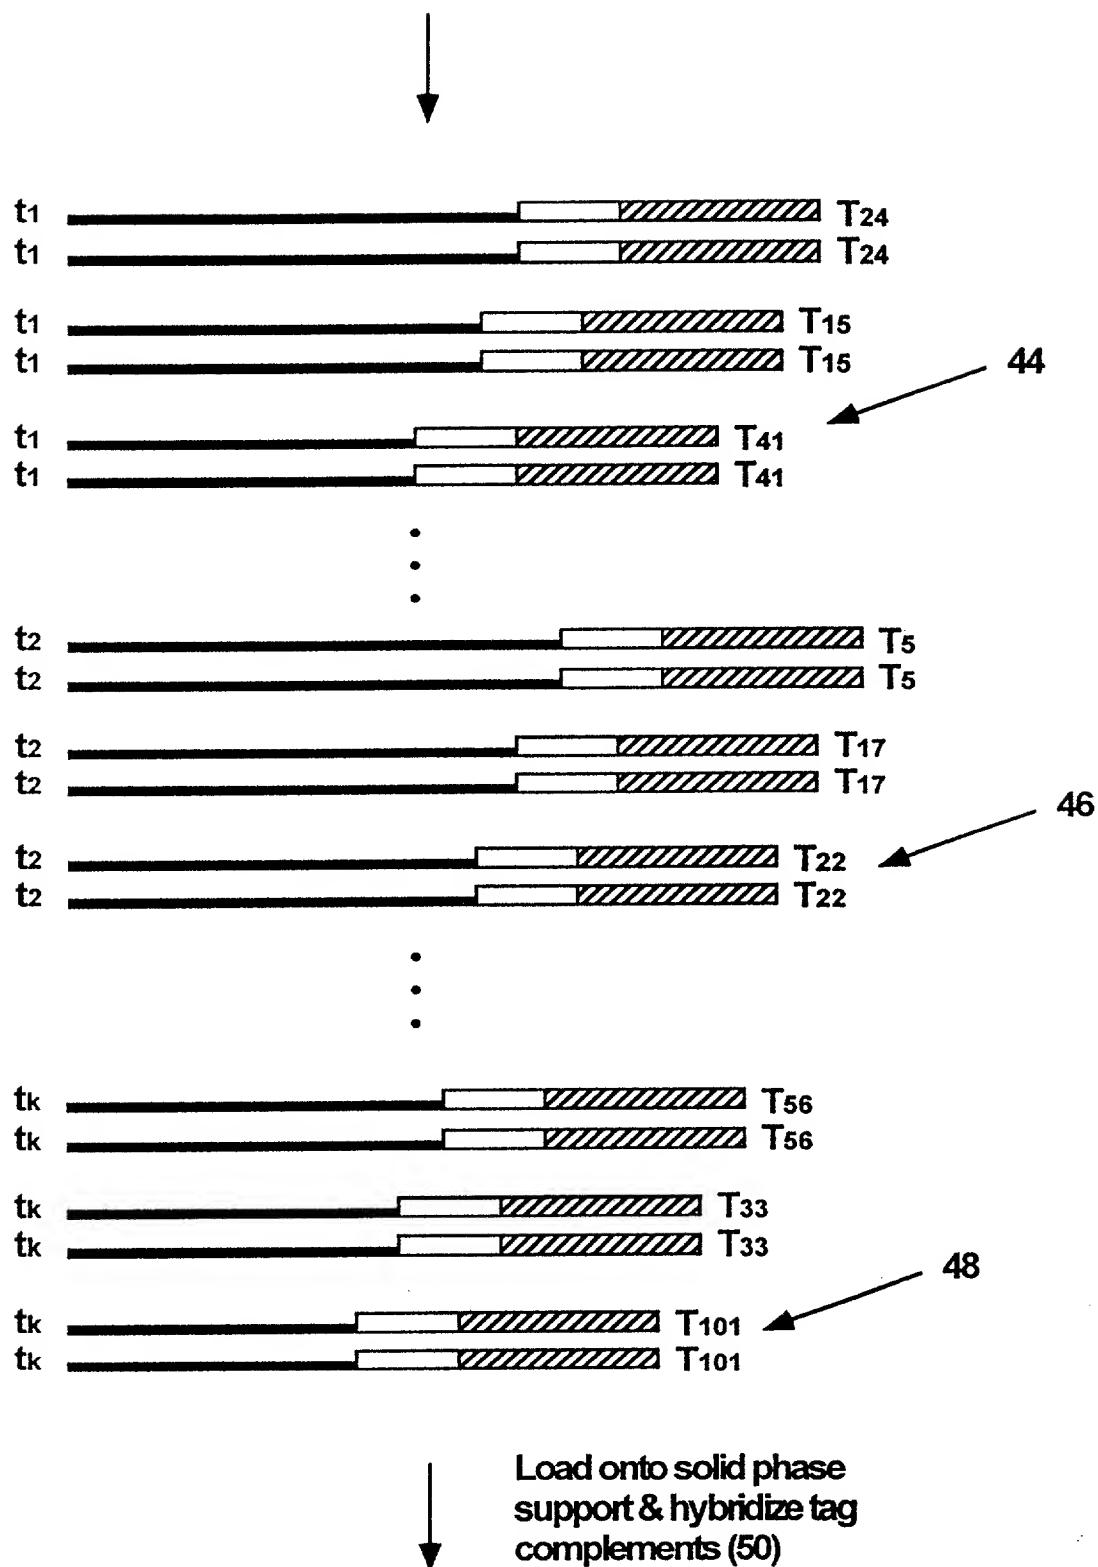 t1 T24
t1 T24
t1 T15
t1 T15
44
t1 T41
t1 T41
t2 T5
t2 T5
t2 T17
t2 T17
46
t2 T22
t2 T22
tk T56
tk T56
tk T33
tk T33
48
tk T101
tk T101
Load onto solid phase
support & hybridize tag
complements (50)